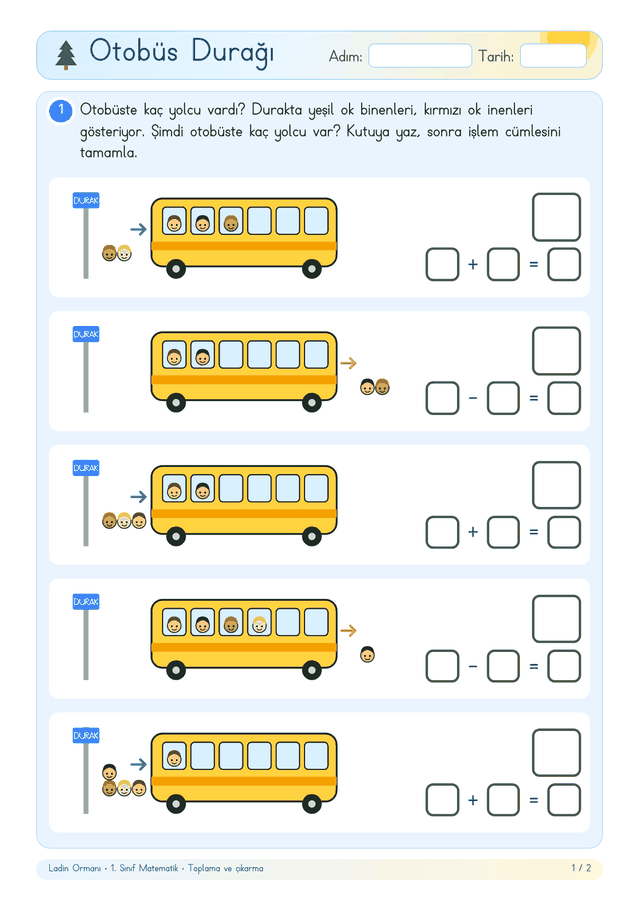 Otobüs Durağı
Adım:
Tarih:
1
Otobüste kaç yolcu vardı? Durakta yeşil ok binenleri, kırmızı ok inenleri
gösteriyor. Şimdi otobüste kaç yolcu var? Kutuya yaz, sonra işlem cümlesini
tamamla.
DURAK
+ =
DURAK
− =
DURAK
+ =
DURAK
− =
DURAK
+ =
Ladin Ormanı • 1. Sınıf Matematik • Toplama ve çıkarma
1 / 2